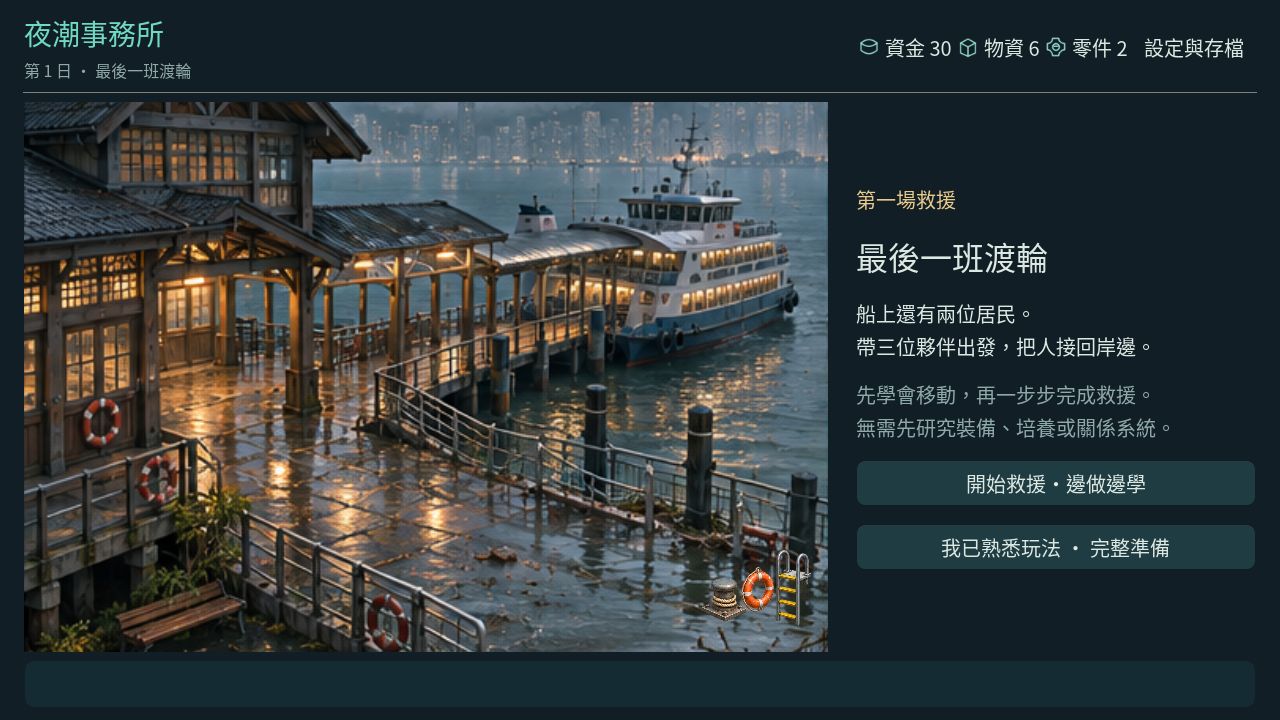 夜潮事務所
第 1 日 · 最後一班渡輪
資金 30 物資 6 零件 2 設定與存檔
第一場救援
最後一班渡輪
船上還有兩位居民。
帶三位夥伴出發，把人接回岸邊。
先學會移動，再一步步完成救援。
無需先研究裝備、培養或關係系統。
開始救援・邊做邊學
我已熟悉玩法 · 完整準備